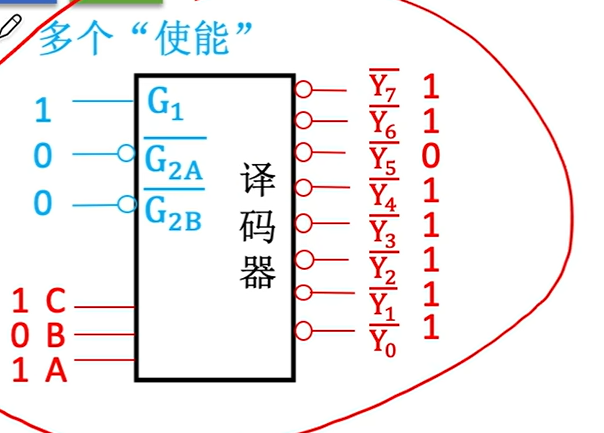 多个“使能”
1 G₁ $\overline{Y_7}$ 1
$\overline{Y_6}$ 1
0 $\overline{G_{2A}}$ $\overline{Y_5}$ 0
译 $\overline{Y_4}$ 1
0 $\overline{G_{2B}}$
码 $\overline{Y_3}$ 1
器 $\overline{Y_2}$ 1
1 C $\overline{Y_1}$ 1
0 B $\overline{Y_0}$ 1
1 A